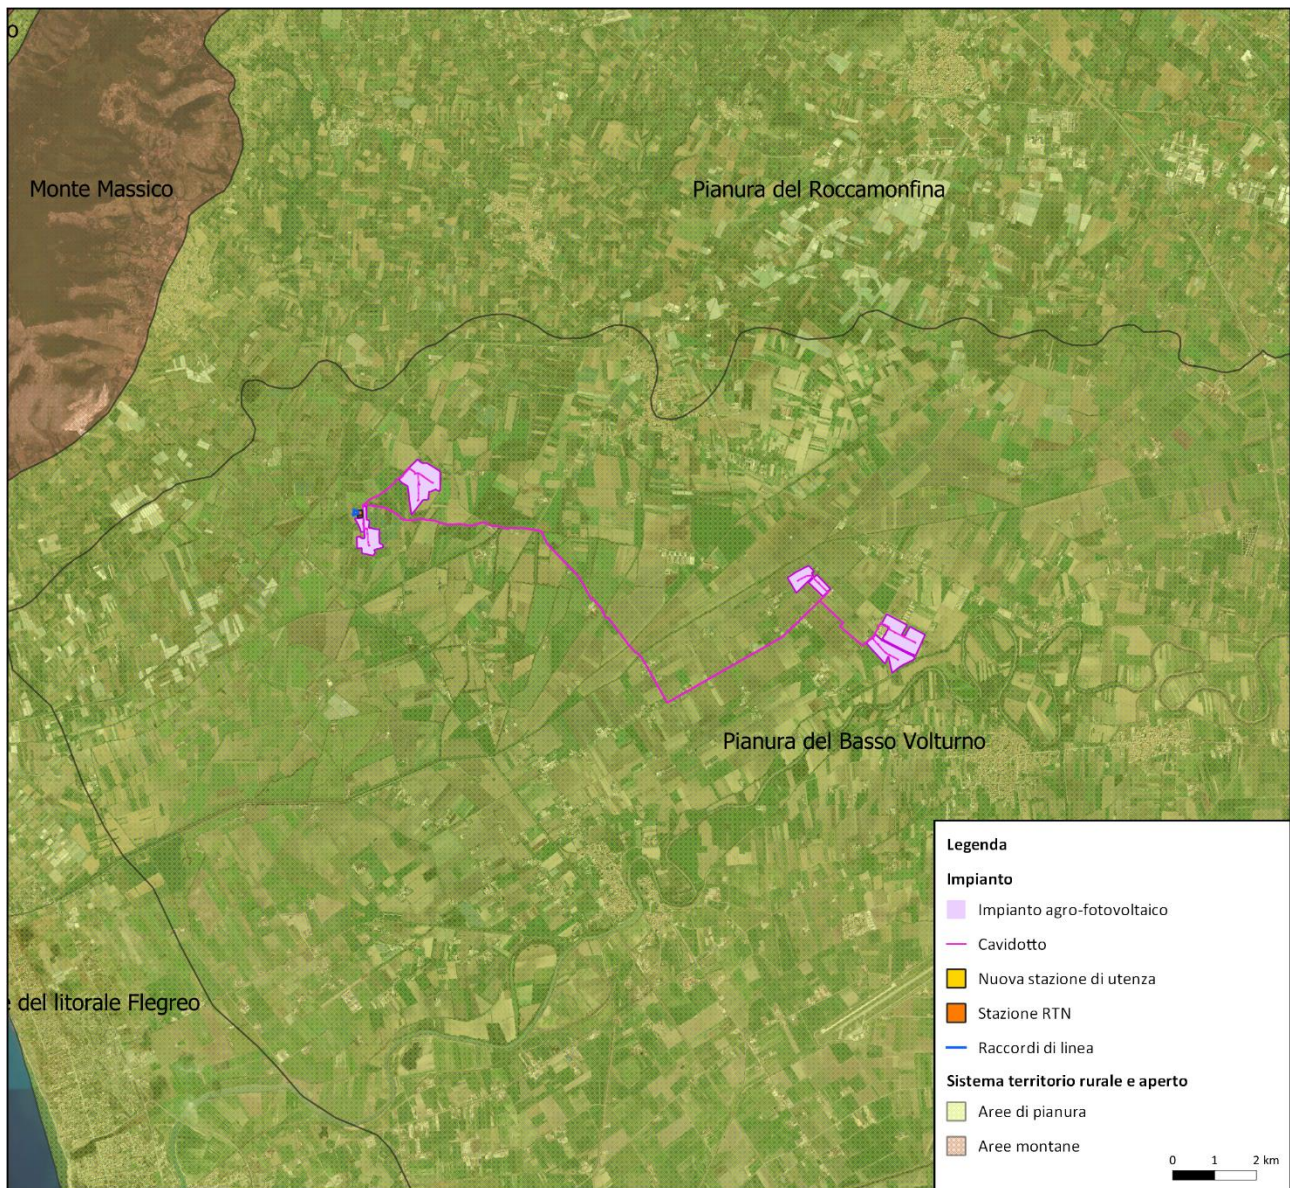 o
Monte Massico
Pianura del Roccamonfina
Pianura del Basso Volturno
e del litorale Flegreo
Legenda
Impianto
Impianto agro-fotovoltaico
Cavidotto
Nuova stazione di utenza
Stazione RTN
Raccordi di linea
Sistema territorio rurale e aperto
Aree di pianura
Aree montane
0 1 2 km